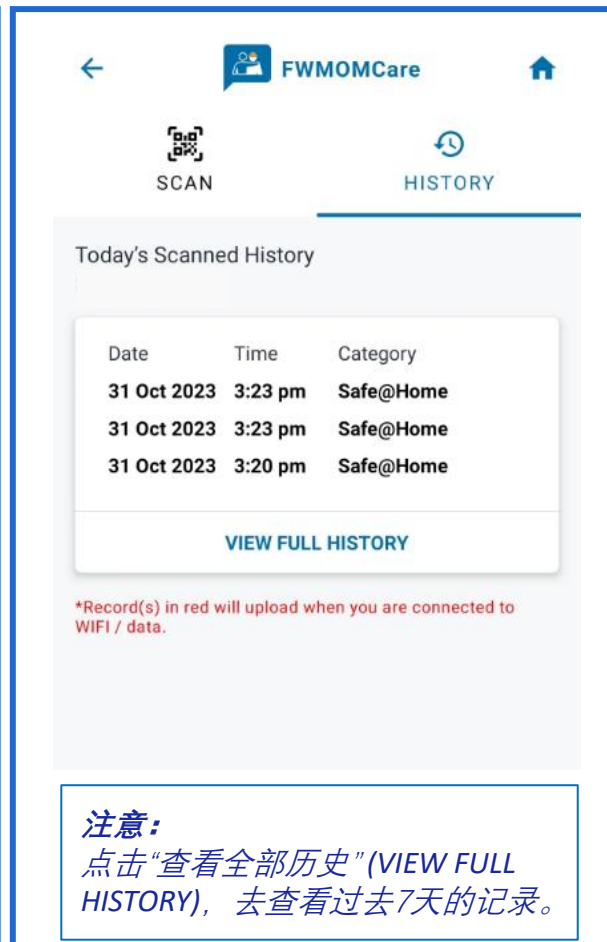 FWMOMCare
SCAN HISTORY
Today's Scanned History
Date Time Category
31 Oct 2023 3:23 pm Safe@Home
31 Oct 2023 3:23 pm Safe@Home
31 Oct 2023 3:20 pm Safe@Home
VIEW FULL HISTORY
*Record(s) in red will upload when you are connected to
WIFI / data.
注意：
点击“查看全部历史”(VIEW FULL
HISTORY)， 去查看过去7天的记录。